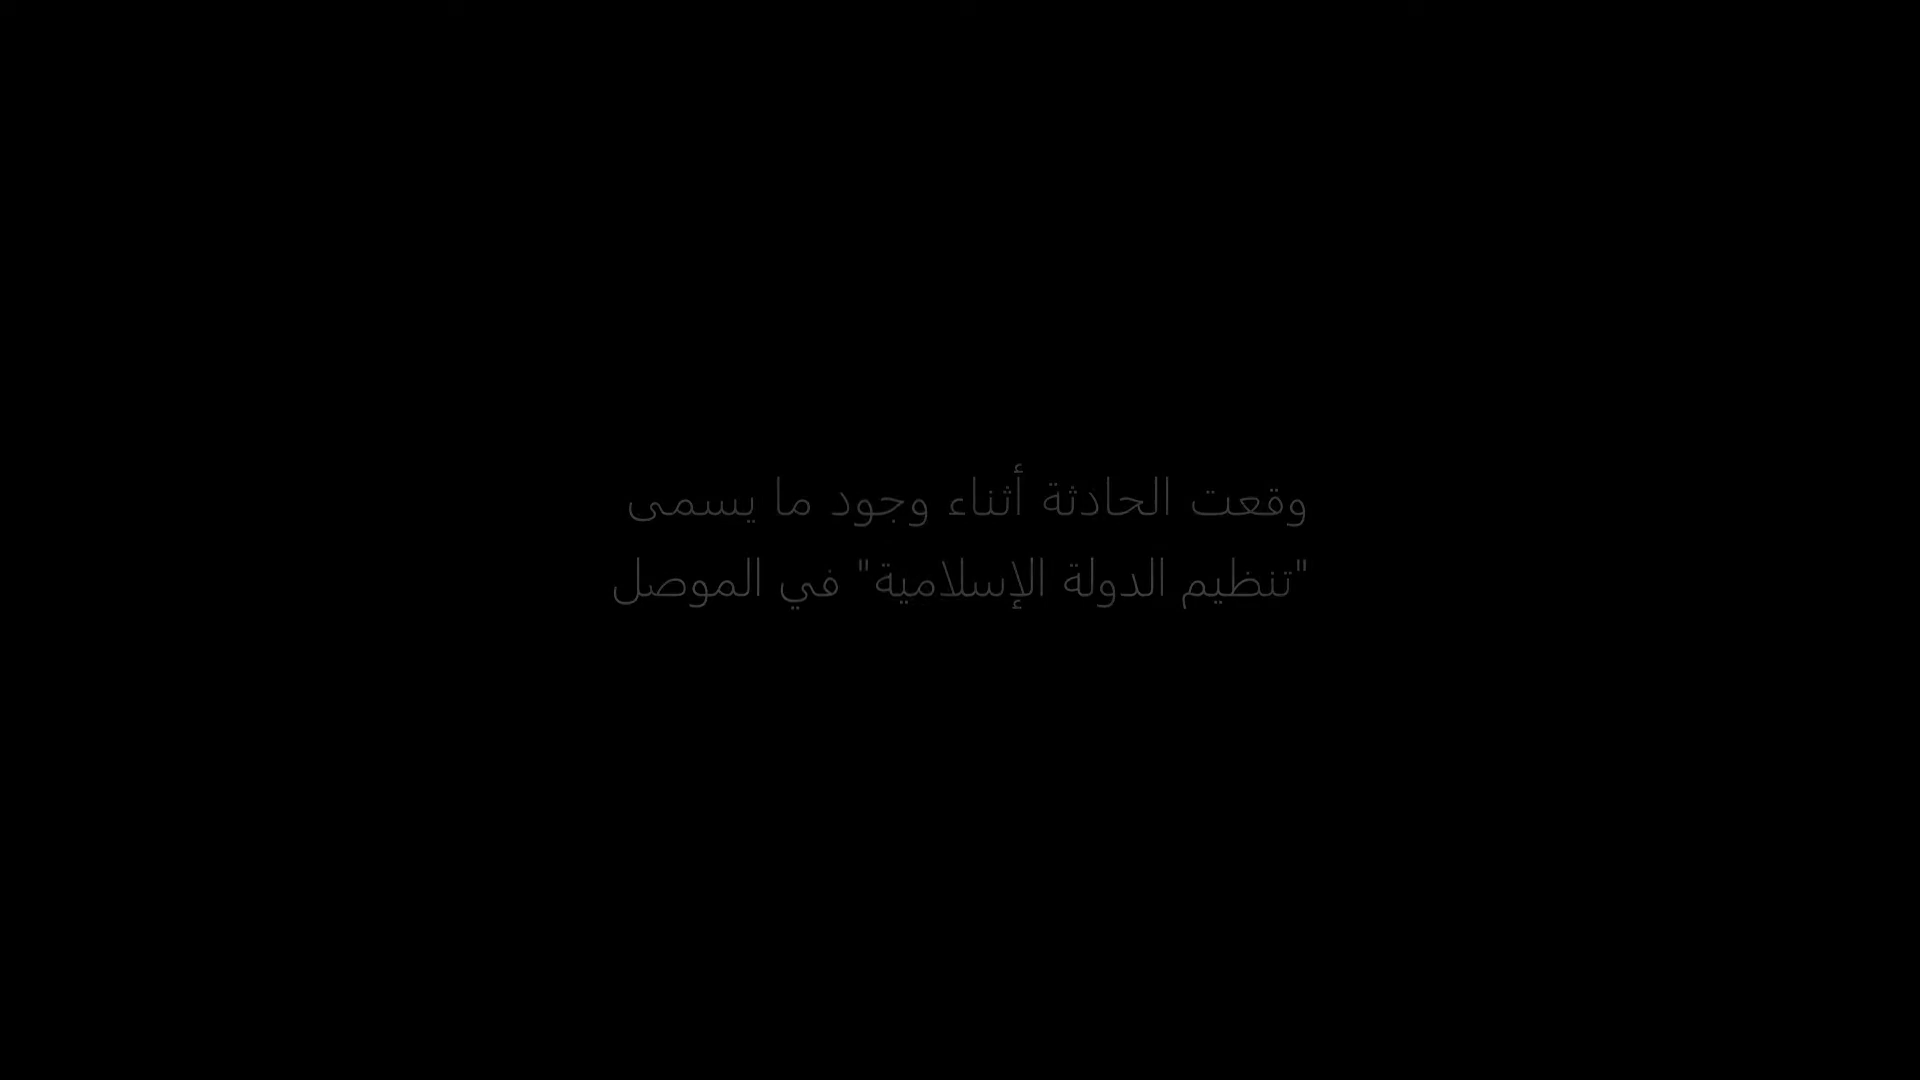 وقعت الحادثة أثناء وجود ما يسمى
"تنظيم الدولة الإسلامية" في الموصل